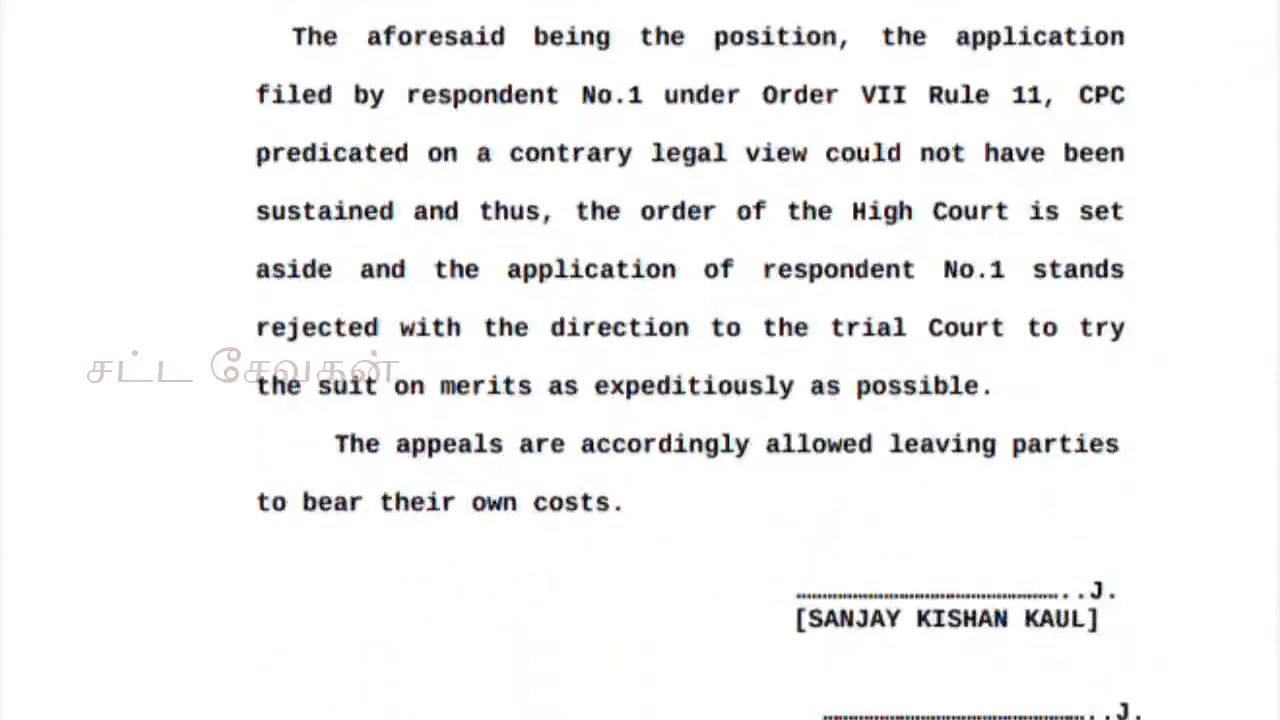 The aforesaid being the position, the application
filed by respondent No.1 under Order VII Rule 11, CPC
predicated on a contrary legal view could not have been
sustained and thus, the order of the High Court is set
aside and the application of respondent No.1 stands
rejected with the direction to the trial Court to try
சட்ட சேவகன்
the suit on merits as expeditiously as possible.
The appeals are accordingly allowed leaving parties
to bear their own costs.
……………………………………………………..J.
[SANJAY KISHAN KAUL]
……………………………………………………..J.